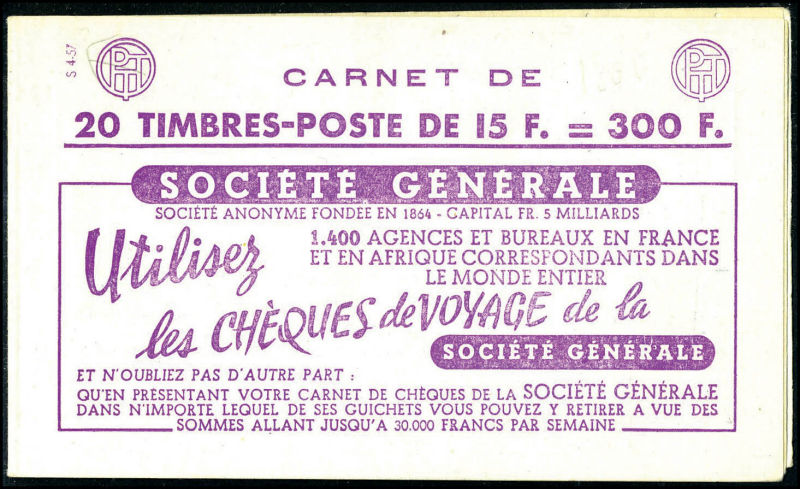 S 4-57
PTT
PTT
CARNET DE
20 TIMBRES-POSTE DE 15 F. = 300 F.
SOCIÉTÉ GÉNÉRALE
SOCIÉTÉ ANONYME FONDÉE EN 1864 - CAPITAL FR. 5 MILLIARDS
Utilisez
1.400 AGENCES ET BUREAUX EN FRANCE
ET EN AFRIQUE CORRESPONDANTS DANS
LE MONDE ENTIER
les CHÈQUES de VOYAGE de la
SOCIÉTÉ GÉNÉRALE
ET N'OUBLIEZ PAS D'AUTRE PART :
QU'EN PRÉSENTANT VOTRE CARNET DE CHÈQUES DE LA SOCIÉTÉ GÉNÉRALE
DANS N'IMPORTE LEQUEL DE SES GUICHETS VOUS POUVEZ Y RETIRER A VUE DES
SOMMES ALLANT JUSQU'A 30.000 FRANCS PAR SEMAINE